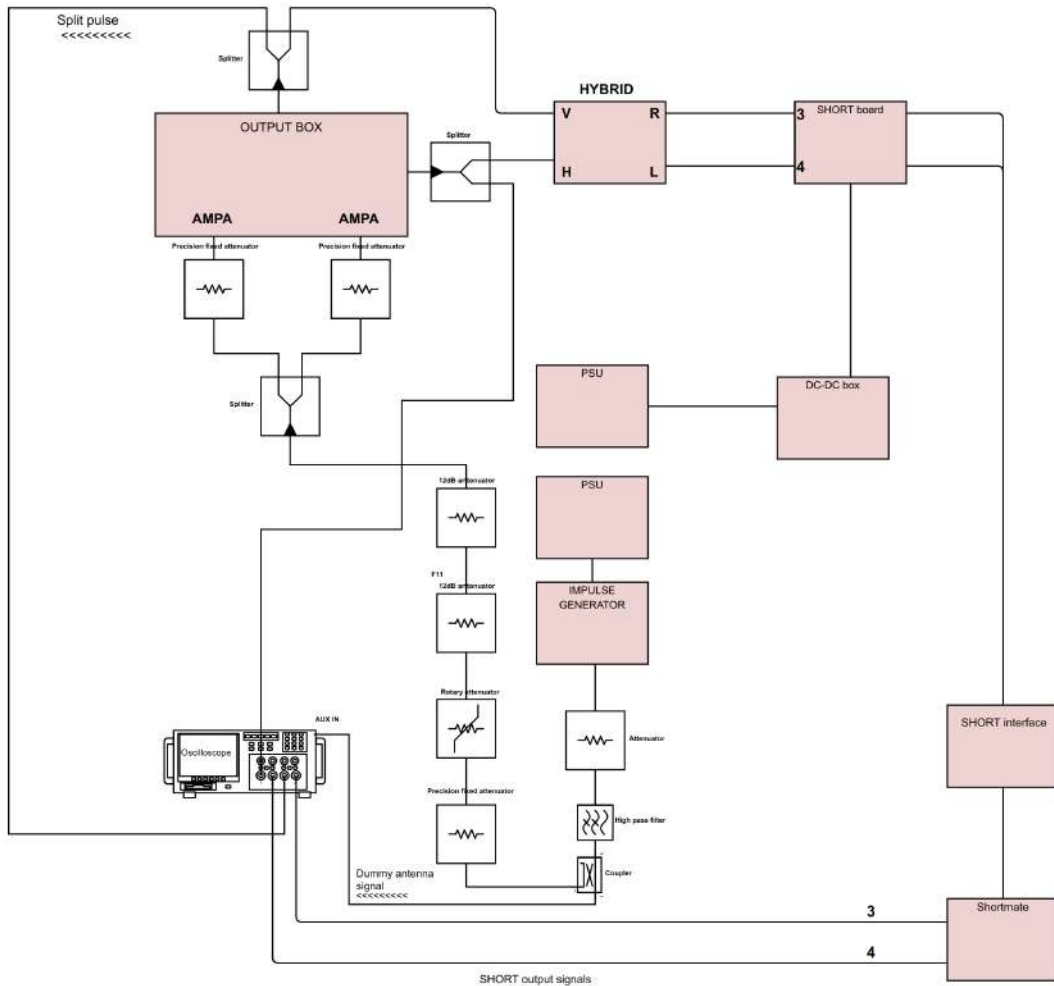 Split pulse
<<<<<<<<<
Splitter
HYBRID
OUTPUT BOX
Splitter
V R
H L
3 SHORT board
4
AMPA AMPA
Precision fixed attenuator Precision fixed attenuator
Splitter
PSU
DC-DC box
12dB attenuator
PSU
F11
12dB attenuator
IMPULSE
GENERATOR
Rotary attenuator
AUX IN
Oscilloscope
Attenuator
SHORT interface
Precision fixed attenuator
High pass filter
Coupler
Dummy antenna
signal
<<<<<<<<<
3
Shortmate
4
SHORT output signals